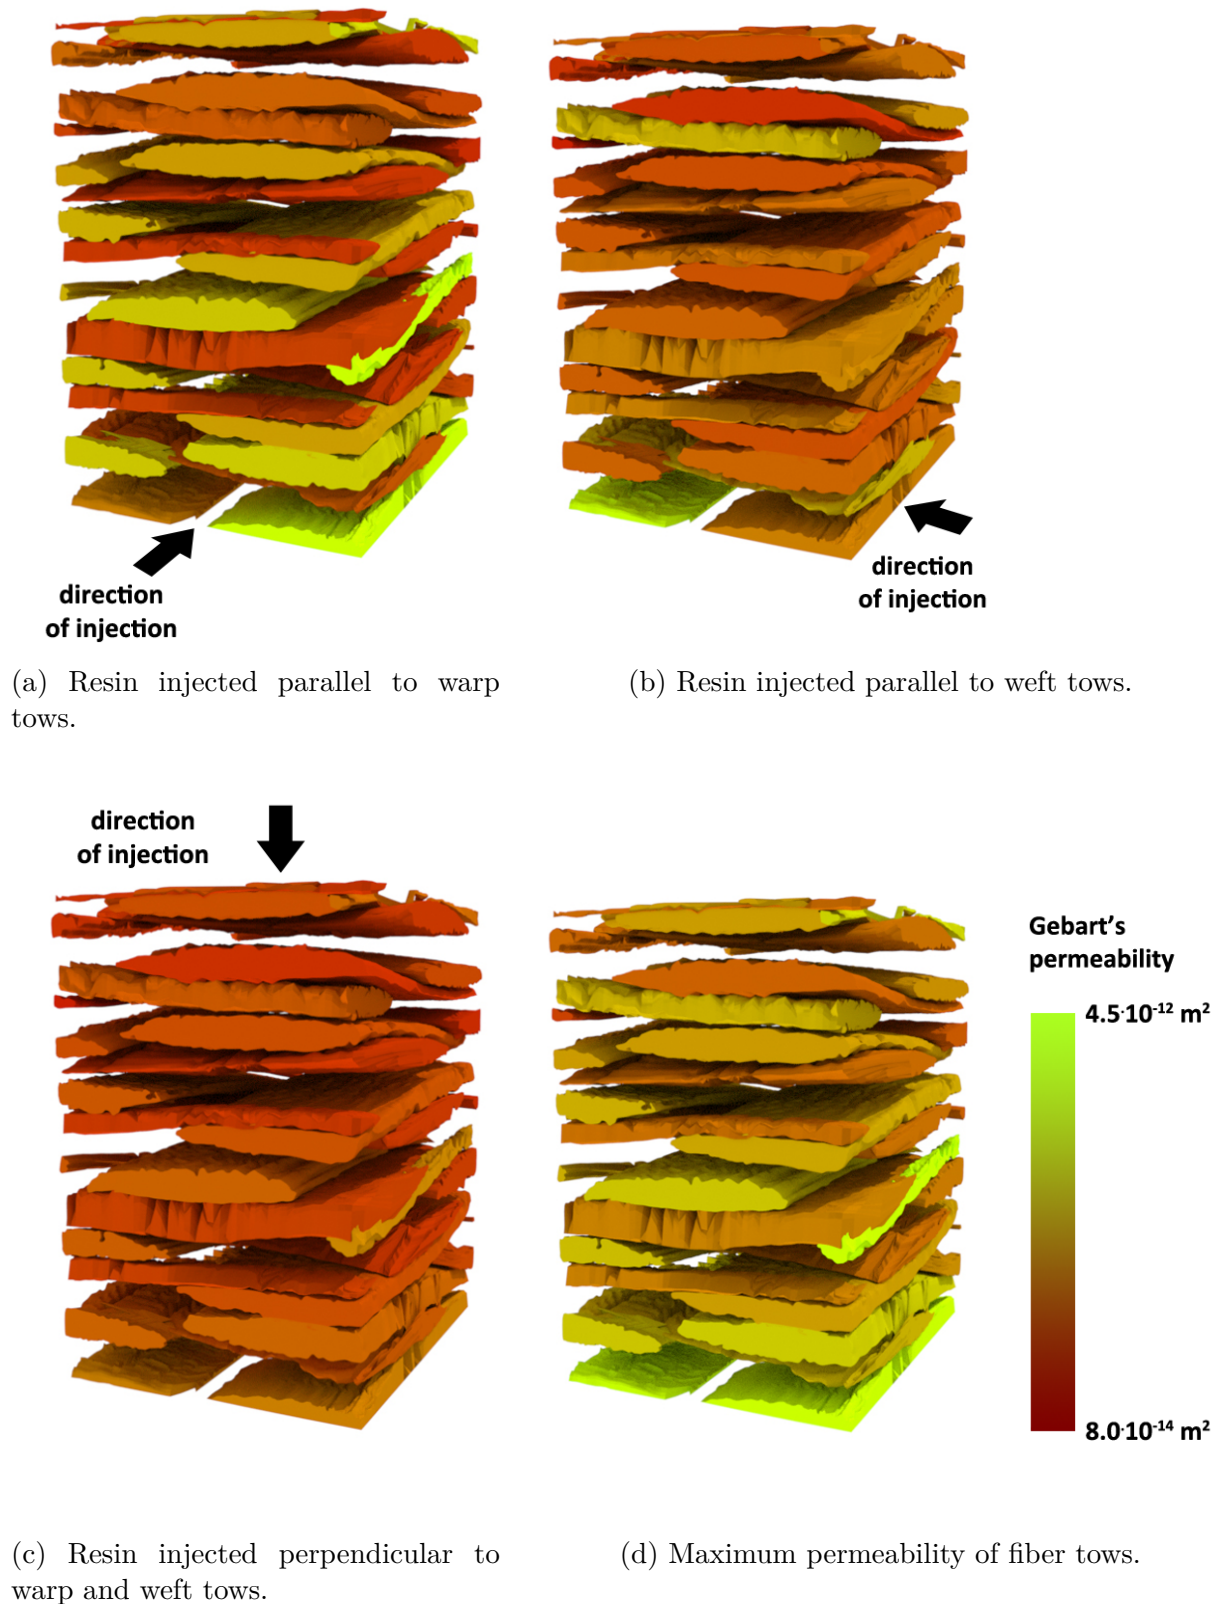 direction
of injection
direction
of injection
(a) Resin injected parallel to warp
tows.
(b) Resin injected parallel to weft tows.
direction
of injection
Gebart's
permeability
4.5·10⁻¹² m²
8.0·10⁻¹⁴ m²
(c) Resin injected perpendicular to
warp and weft tows.
(d) Maximum permeability of fiber tows.